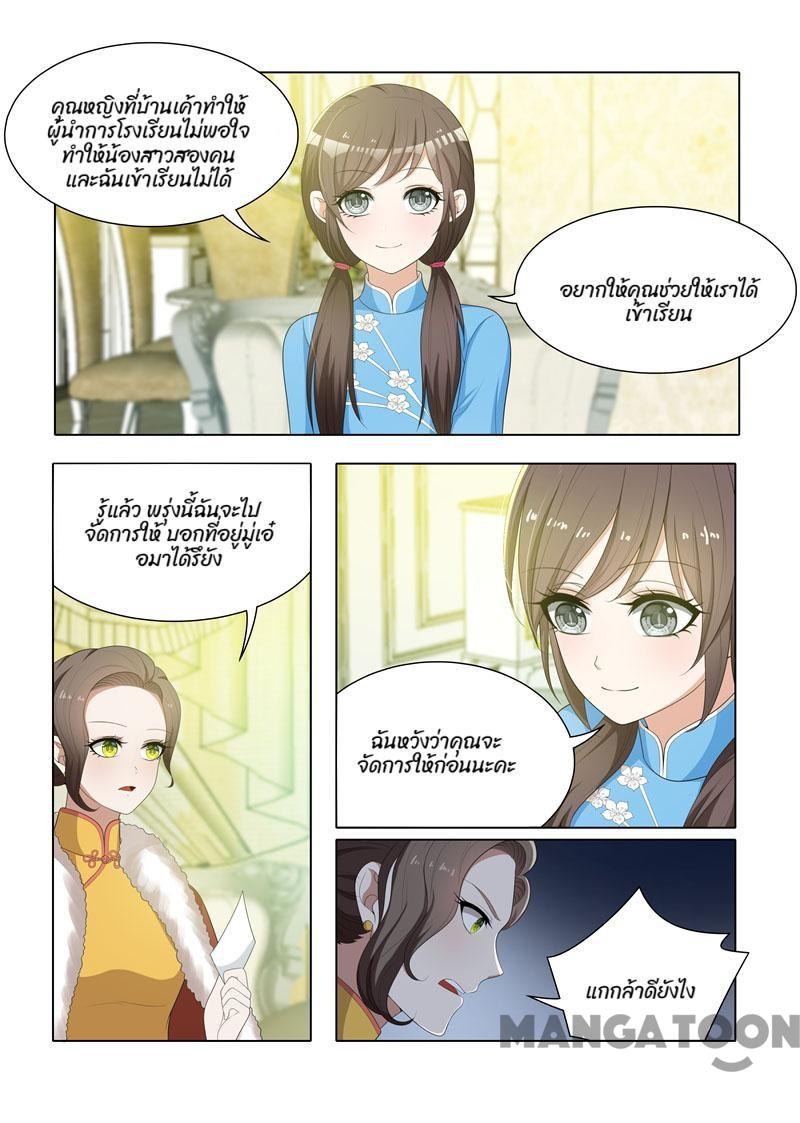 คุณหญิงที่บ้านเค้าทำให้
ผู้นำการโรงเรียนไม่พอใจ
ทำให้น้องสาวสองคน
และฉันเข้าเรียนไม่ได้
อยากให้คุณช่วยให้เราได้
เข้าเรียน
รู้แล้ว พรุ่งนี้ฉันจะไป
จัดการให้ บอกที่อยู่มู่เอ๋
อมาได้รึยัง
ฉันหวังว่าคุณจะ
จัดการให้ก่อนนะคะ
แกกล้าดียังไง
MANGATOON